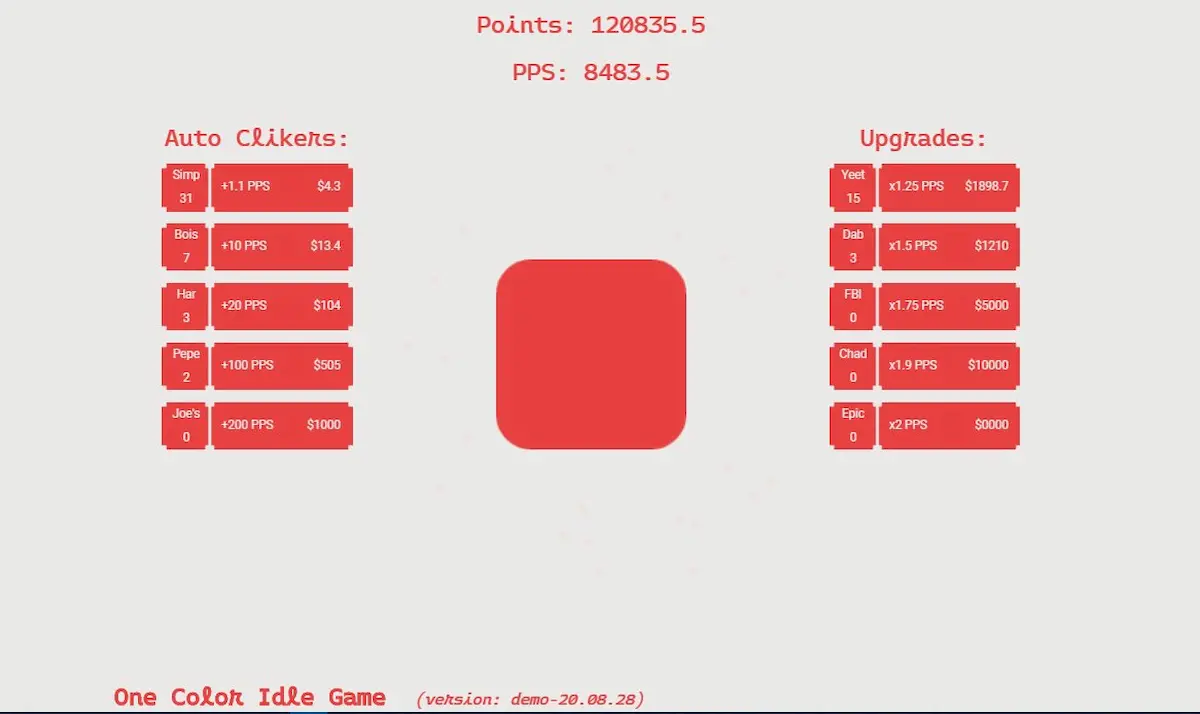 Points: 120835.5
PPS: 8483.5
Auto Clikers:
Simp
31
+1.1 PPS
$4.3
Bois
7
+10 PPS
$13.4
Har
3
+20 PPS
$104
Pepe
2
+100 PPS
$505
Joe's
0
+200 PPS
$1000
Upgrades:
Yeet
15
x1.25 PPS
$1898.7
Dab
3
x1.5 PPS
$1210
FBI
0
x1.75 PPS
$5000
Chad
0
x1.9 PPS
$10000
Epic
0
x2 PPS
$0000
One Color Idle Game (version: demo-20.08.28)